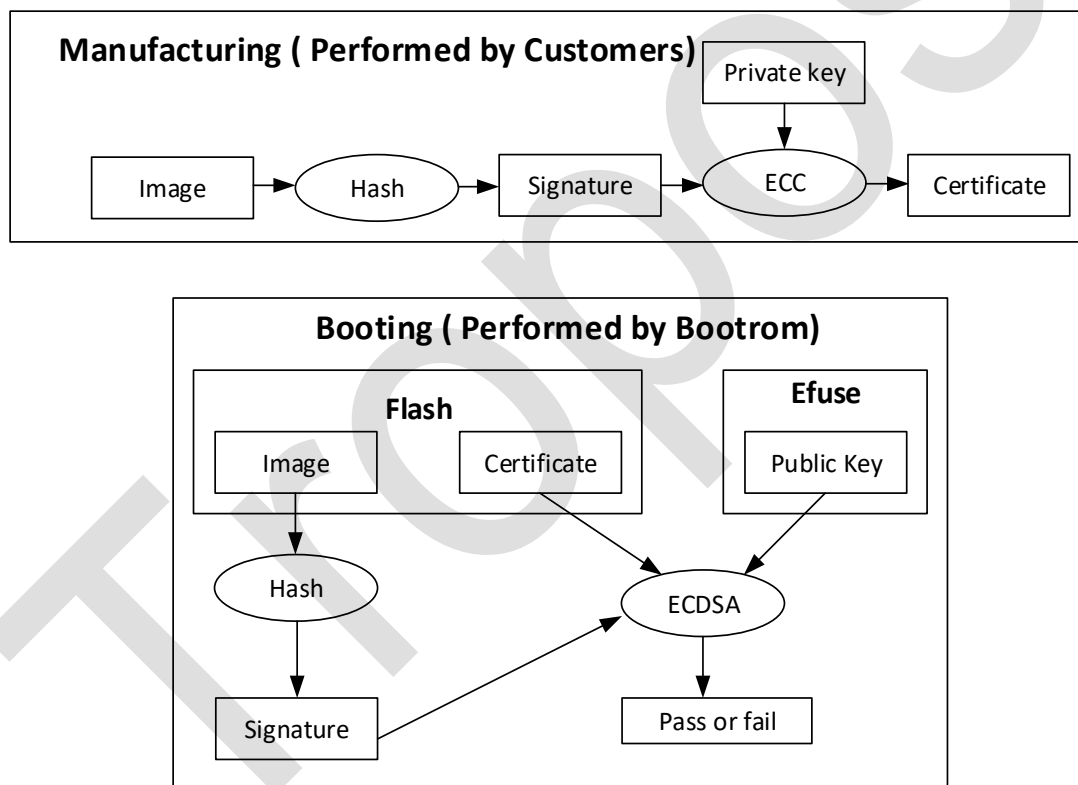 Manufacturing ( Performed by Customers)
Private key
Image
Hash
Signature
ECC
Certificate
Booting ( Performed by Bootrom)
Flash
Efuse
Image
Certificate
Public Key
Hash
ECDSA
Signature
Pass or fail
Tropos